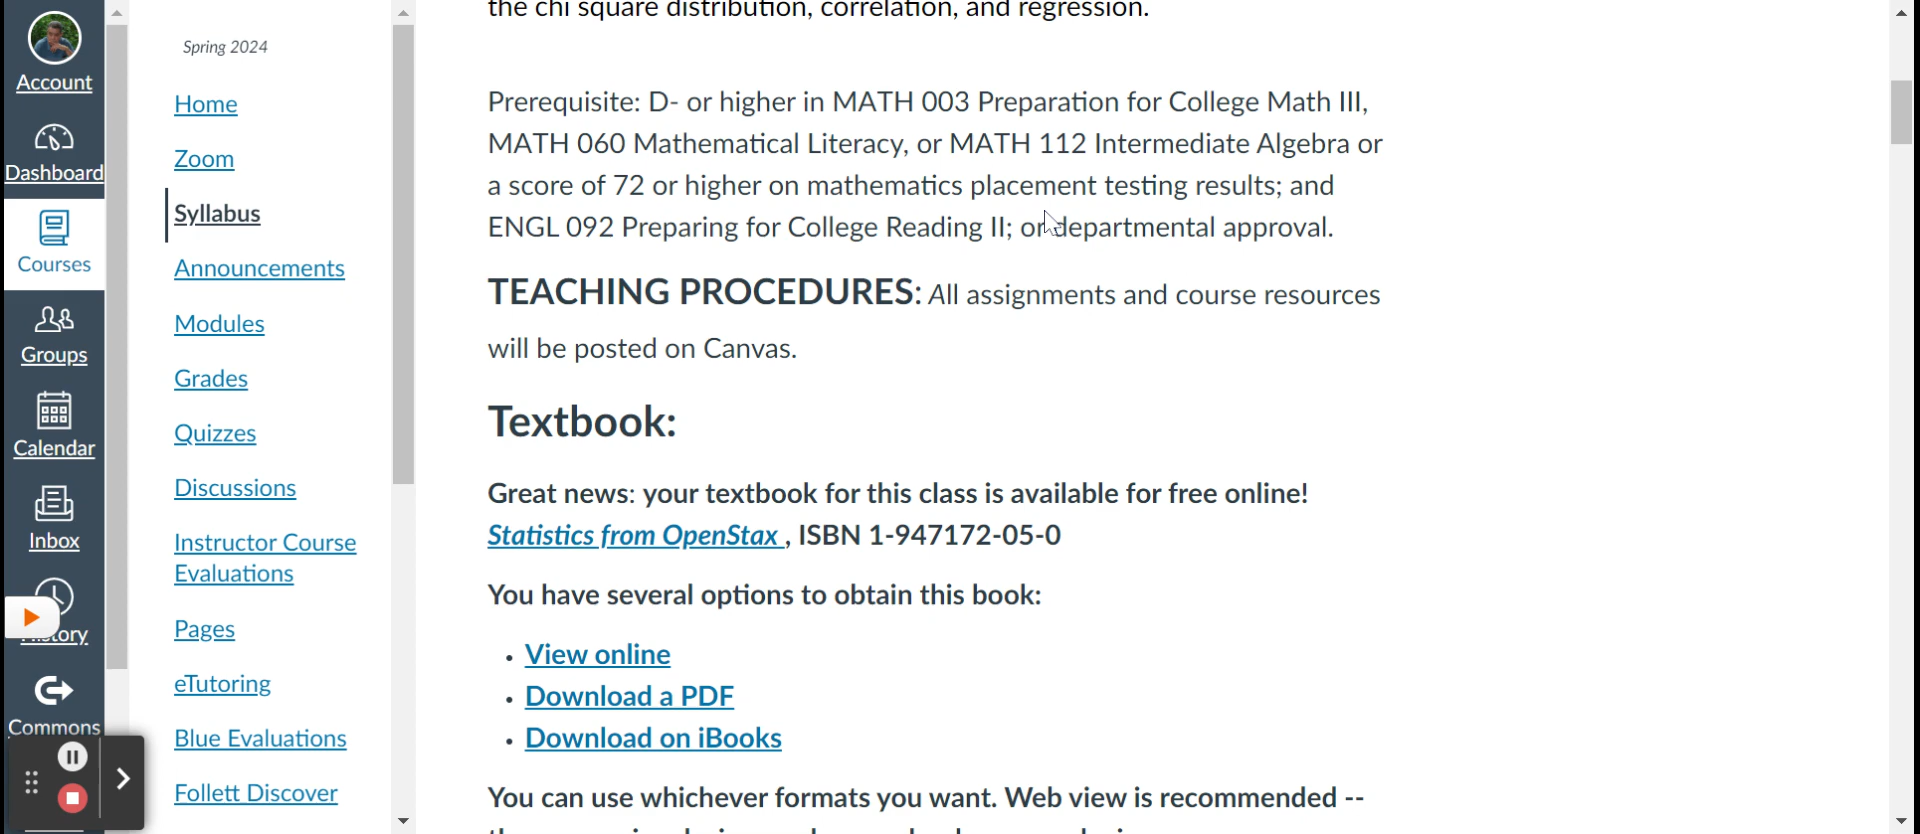 Account
Dashboard
Courses
Groups
Calendar
Inbox
Commons
Spring 2024
Home
Zoom
Syllabus
Announcements
Modules
Grades
Quizzes
Discussions
Instructor Course
Evaluations
Pages
eTutoring
Blue Evaluations
Follett Discover
the chi square distribution, correlation, and regression.
Prerequisite: D- or higher in MATH 003 Preparation for College Math III,
MATH 060 Mathematical Literacy, or MATH 112 Intermediate Algebra or
a score of 72 or higher on mathematics placement testing results; and
ENGL 092 Preparing for College Reading II; or departmental approval.
TEACHING PROCEDURES: All assignments and course resources
will be posted on Canvas.
Textbook:
Great news: your textbook for this class is available for free online!
Statistics from OpenStax , ISBN 1-947172-05-0
You have several options to obtain this book:
• View online
• Download a PDF
• Download on iBooks
You can use whichever formats you want. Web view is recommended --